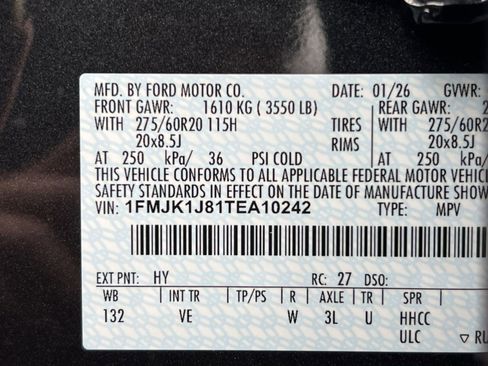 MFD. BY FORD MOTOR CO. DATE: 01/26 GVWR:
FRONT GAWR: 1610 KG ( 3550 LB) REAR GAWR: 2
WITH 275/60R20 115H TIRES WITH 275/60R20
20x8.5J RIMS 20x8.5J
AT 250 kPa/ 36 PSI COLD AT 250 kPa/
THIS VEHICLE CONFORMS TO ALL APPLICABLE FEDERAL MOTOR VEHICL
SAFETY STANDARDS IN EFFECT ON THE DATE OF MANUFACTURE SHOW
VIN: 1FMJK1J81TEA10242 TYPE: MPV
EXT PNT: HY RC: 27 DSO:
WB INT TR TP/PS R AXLE TR SPR
132 VE W 3L U HHCC
ULC ▽ RU